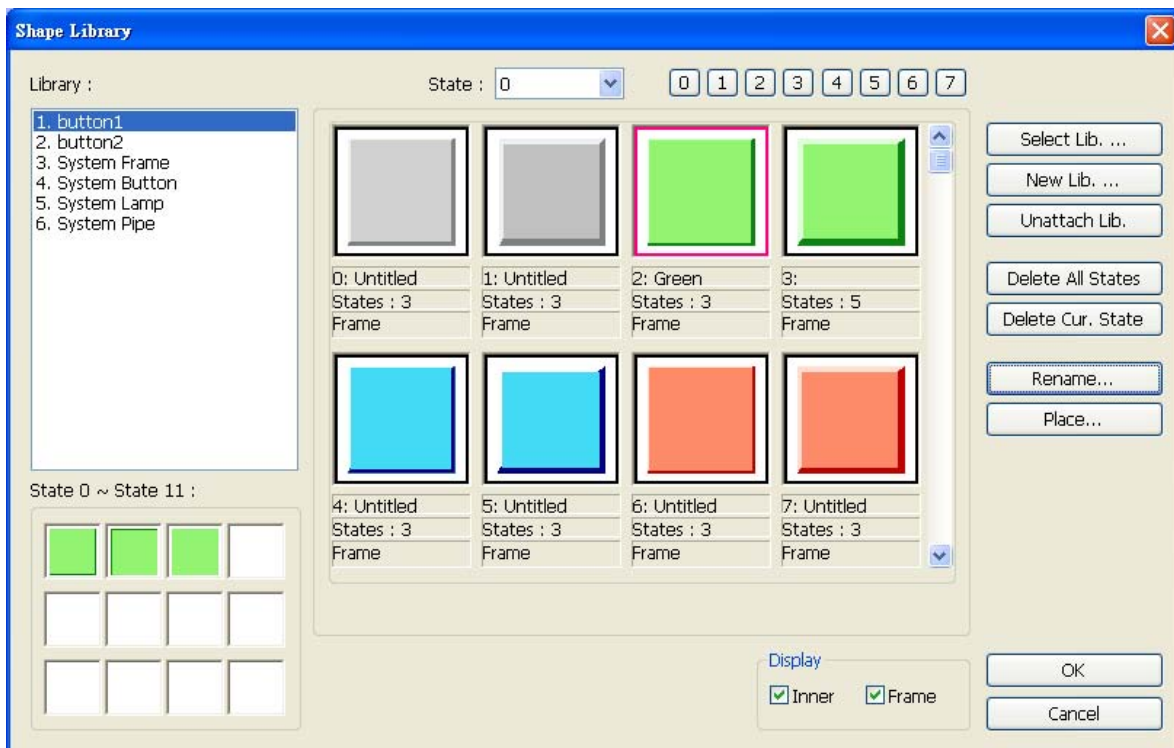 Shape Library
Library :
State : 0
0 1 2 3 4 5 6 7
1. button1
2. button2
3. System Frame
4. System Button
5. System Lamp
6. System Pipe
0: Untitled
States : 3
Frame
1: Untitled
States : 3
Frame
2: Green
States : 3
Frame
3:
States : 5
Frame
4: Untitled
States : 3
Frame
5: Untitled
States : 3
Frame
6: Untitled
States : 3
Frame
7: Untitled
States : 3
Frame
Select Lib. ...
New Lib. ...
Unattach Lib.
Delete All States
Delete Cur. State
Rename...
Place...
State 0 ~ State 11 :
Display
Inner
Frame
OK
Cancel